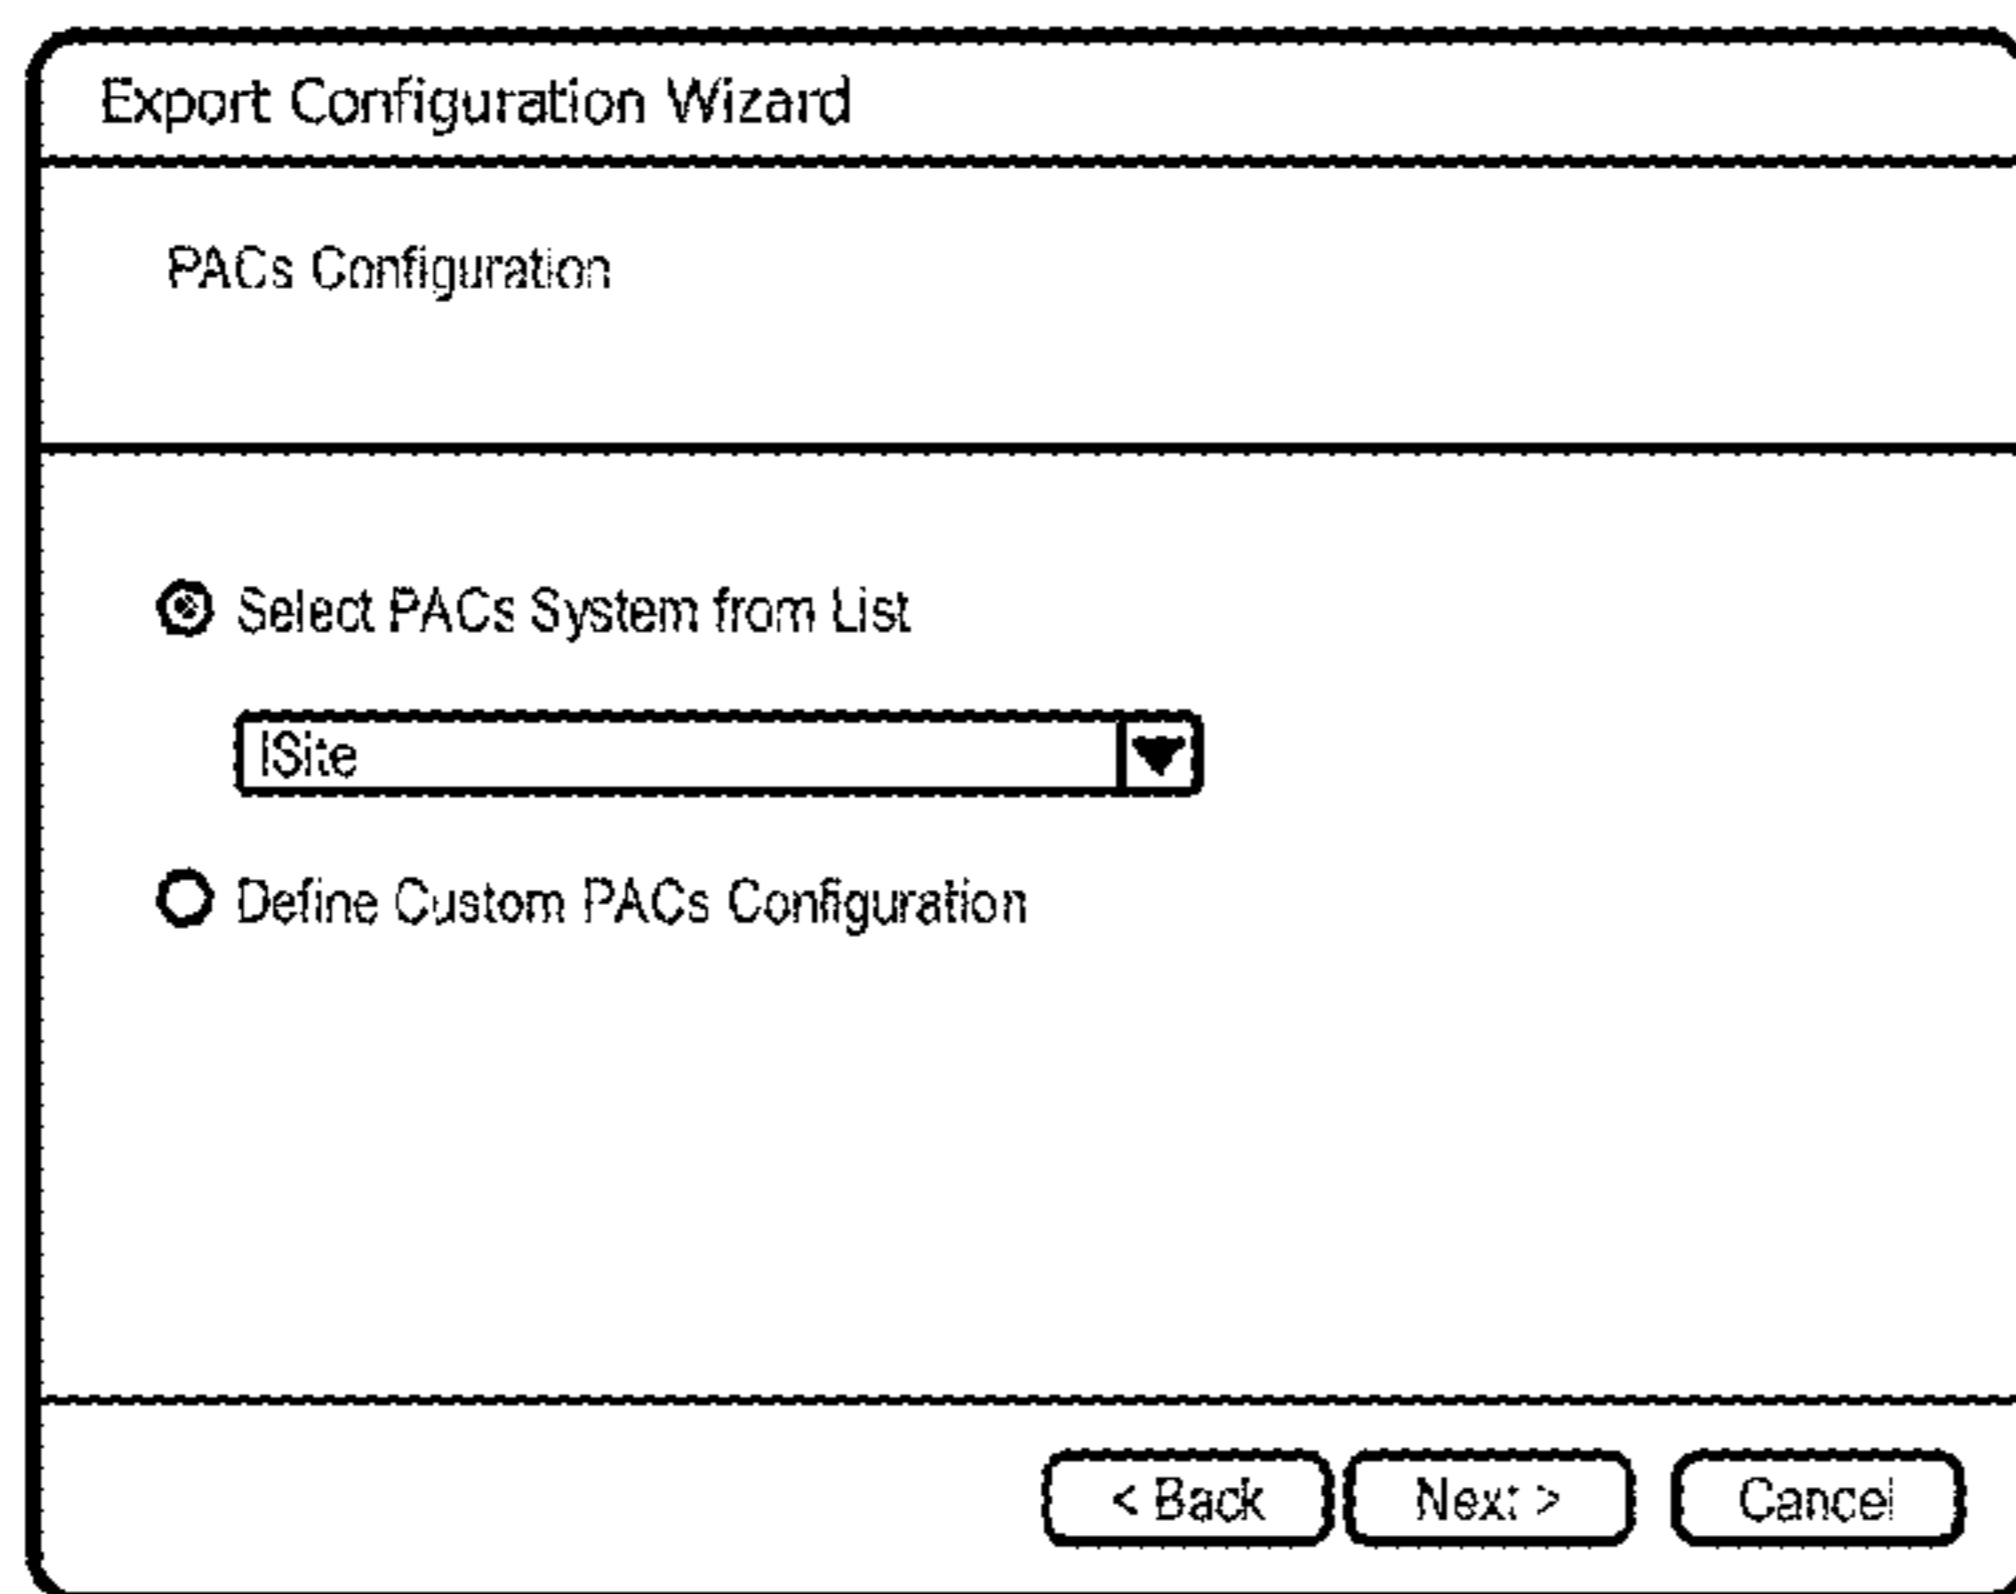 Export Configuration Wizard
PACs Configuration
Select PACs System from List
ISite
Define Custom PACs Configuration
< Back Next > Cancel